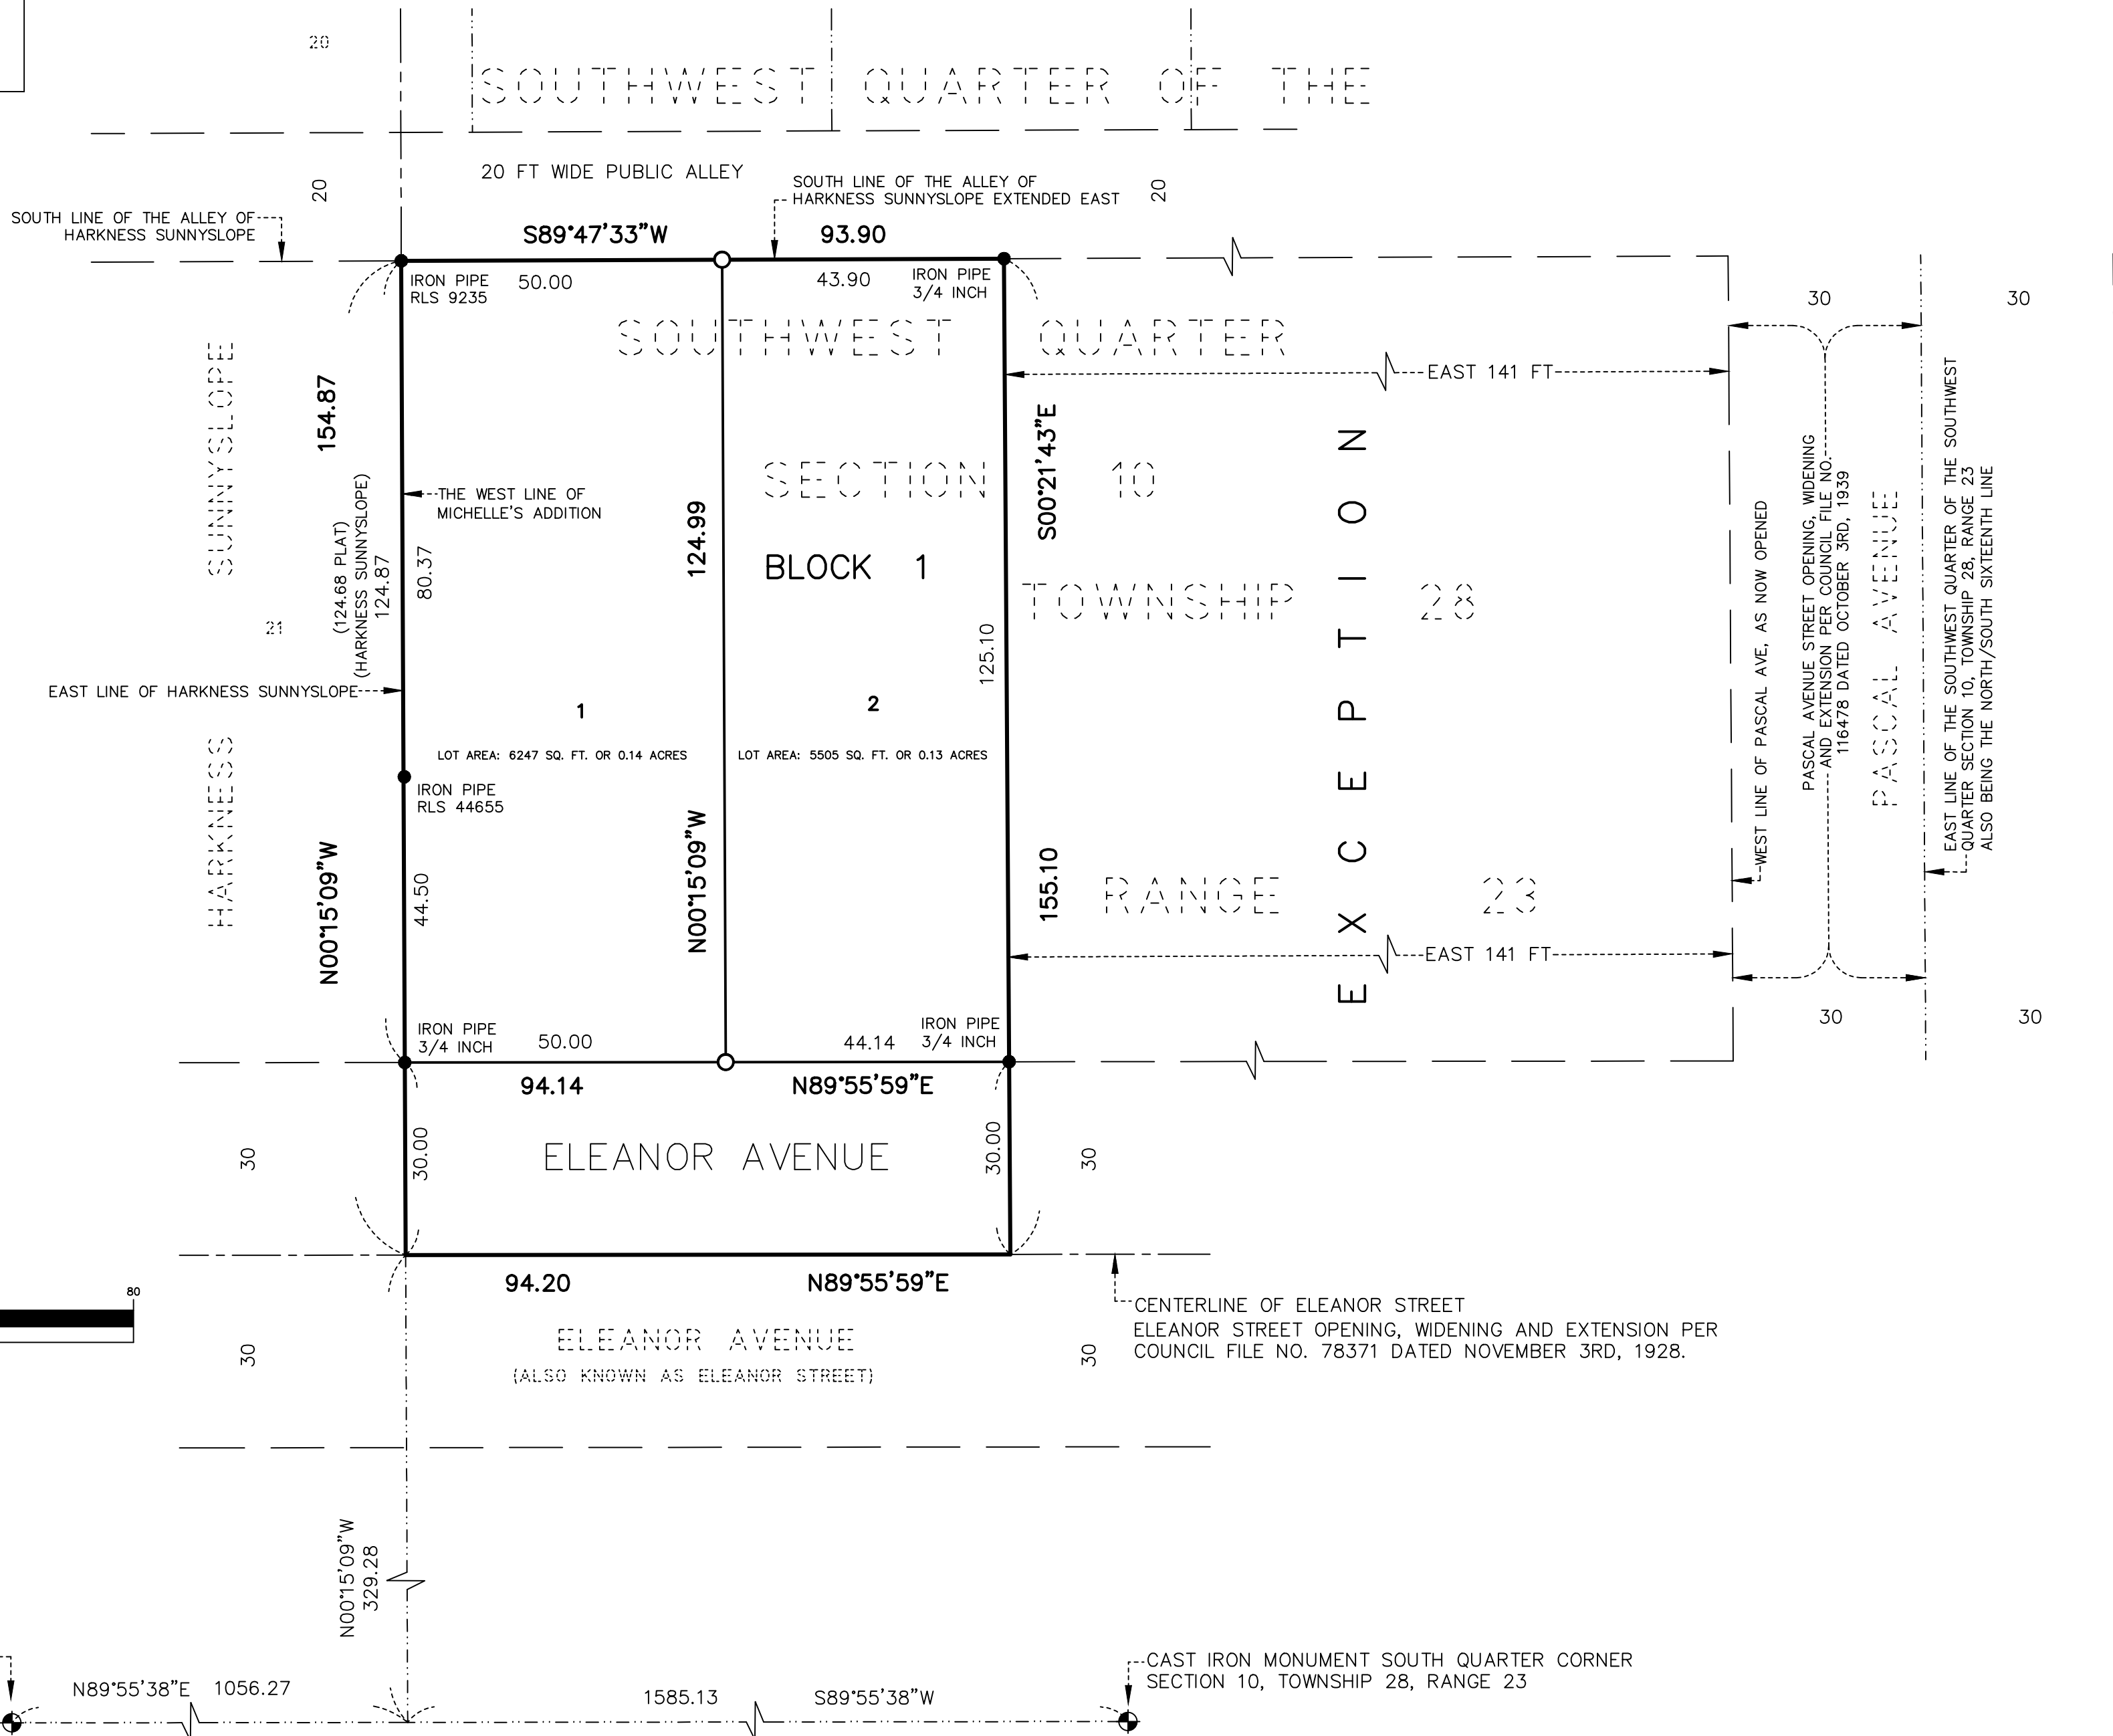 20
SOUTHWEST QUARTER OF THE
20 FT WIDE PUBLIC ALLEY
20
20
SOUTH LINE OF THE ALLEY OF
HARKNESS SUNNYSLOPE EXTENDED EAST
SOUTH LINE OF THE ALLEY OF
HARKNESS SUNNYSLOPE
S89°47'33"W
93.90
IRON PIPE
RLS 9235
50.00
43.90
IRON PIPE
3/4 INCH
30
30
SOUTHWEST QUARTER
EAST 141 FT
HARKNESS SUNNYSLOPE
21
154.87
N00°15'09"W
(124.68 PLAT)
(HARKNESS SUNNYSLOPE)
124.87
THE WEST LINE OF
MICHELLE'S ADDITION
80.37
124.99
N00°15'09"W
SECTION 10
BLOCK 1
S00°21'43"E
155.10
125.10
TOWNSHIP 28
EXCEPTION
EAST LINE OF HARKNESS SUNNYSLOPE
1
2
LOT AREA: 6247 SQ. FT. OR 0.14 ACRES
LOT AREA: 5505 SQ. FT. OR 0.13 ACRES
IRON PIPE
RLS 44655
44.50
RANGE 23
EAST 141 FT
WEST LINE OF PASCAL AVE, AS NOW OPENED
PASCAL AVENUE STREET OPENING, WIDENING
AND EXTENSION PER COUNCIL FILE NO.
116478 DATED OCTOBER 3RD, 1939
PASCAL AVENUE
EAST LINE OF THE SOUTHWEST QUARTER OF THE SOUTHWEST
QUARTER SECTION 10, TOWNSHIP 28, RANGE 23
ALSO BEING THE NORTH/SOUTH SIXTEENTH LINE
30
30
IRON PIPE
3/4 INCH
50.00
44.14
IRON PIPE
3/4 INCH
94.14
N89°55'59"E
30
30.00
ELEANOR AVENUE
30.00
30
94.20
N89°55'59"E
80
CENTERLINE OF ELEANOR STREET
ELEANOR STREET OPENING, WIDENING AND EXTENSION PER
COUNCIL FILE NO. 78371 DATED NOVEMBER 3RD, 1928.
30
ELEANOR AVENUE
(ALSO KNOWN AS ELEANOR STREET)
30
N00°15'09"W
329.28
N89°55'38"E 1056.27
1585.13
S89°55'38"W
CAST IRON MONUMENT SOUTH QUARTER CORNER
SECTION 10, TOWNSHIP 28, RANGE 23